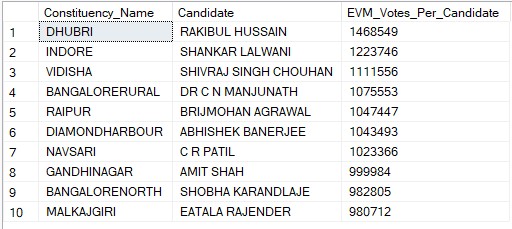 Constituency_Name Candidate EVM_Votes_Per_Candidate
1 DHUBRI RAKIBUL HUSSAIN 1468549
2 INDORE SHANKAR LALWANI 1223746
3 VIDISHA SHIVRAJ SINGH CHOUHAN 1111556
4 BANGALORERURAL DR C N MANJUNATH 1075553
5 RAIPUR BRIJMOHAN AGRAWAL 1047447
6 DIAMONDHARBOUR ABHISHEK BANERJEE 1043493
7 NAVSARI C R PATIL 1023366
8 GANDHINAGAR AMIT SHAH 999984
9 BANGALORENORTH SHOBHA KARANDLAJE 982805
10 MALKAJGIRI EATALA RAJENDER 980712